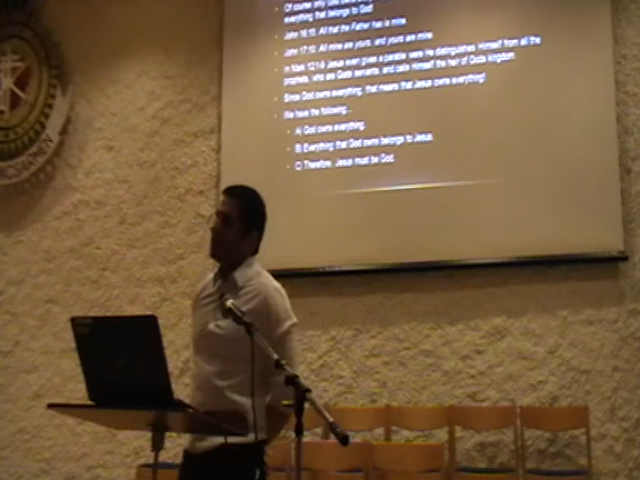 Of course only God
everything that belongs to God!
John 16:15: All that the Father has is mine.
John 17:10: All mine are yours, and yours are mine.
In Mark 12:1-9 Jesus even gives a parable were He distinguishes Himself from all the
prophets, who are Gods servants, and calls Himself the heir of Gods kingdom.
Since God owns everything, that means that Jesus owns everything!
We have the following...
A) God owns everything.
B) Everything that God owns belongs to Jesus.
C) Therefore, Jesus must be God.